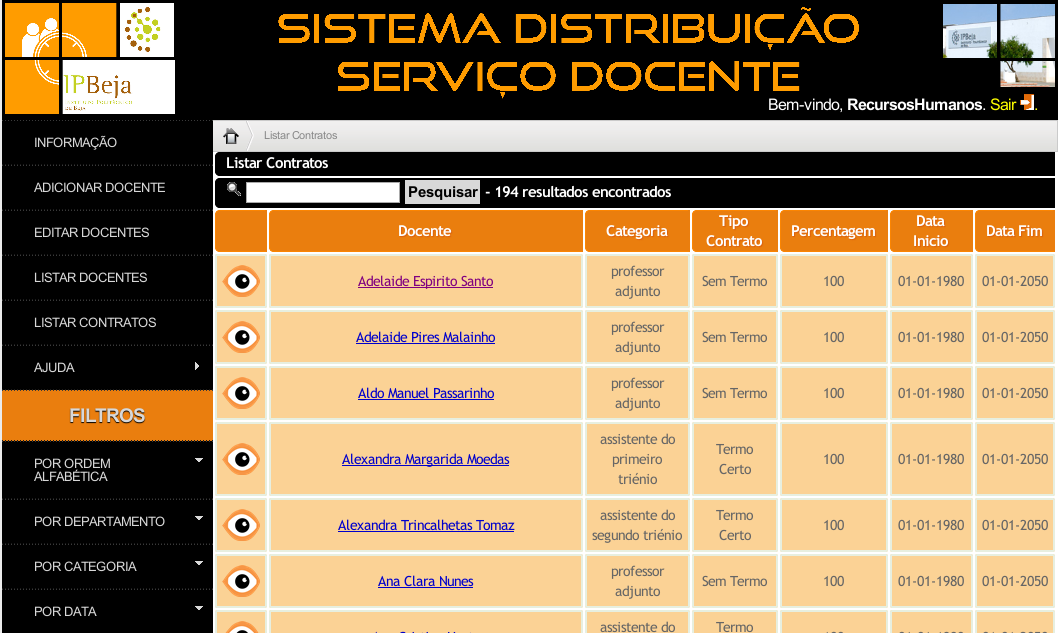 SISTEMA DISTRIBUIÇÃO
SERVIÇO DOCENTE
IPBeja
IPBeja
Bem-vindo, RecursosHumanos. Sair.
INFORMAÇÃO
ADICIONAR DOCENTE
EDITAR DOCENTES
LISTAR DOCENTES
LISTAR CONTRATOS
AJUDA
FILTROS
POR ORDEM
ALFABÉTICA
POR DEPARTAMENTO
POR CATEGORIA
POR DATA
Listar Contratos
Listar Contratos
Pesquisar - 194 resultados encontrados
Docente Categoria Tipo Contrato Percentagem Data Inicio Data Fim
Adelaide Espirito Santo professor adjunto Sem Termo 100 01-01-1980 01-01-2050
Adelaide Pires Malainho professor adjunto Sem Termo 100 01-01-1980 01-01-2050
Aldo Manuel Passarinho professor adjunto Sem Termo 100 01-01-1980 01-01-2050
Alexandra Margarida Moedas assistente do primeiro triénio Termo Certo 100 01-01-1980 01-01-2050
Alexandra Trincalhetas Tomaz assistente do segundo triénio Termo Certo 100 01-01-1980 01-01-2050
Ana Clara Nunes professor adjunto Sem Termo 100 01-01-1980 01-01-2050
assistente do Termo